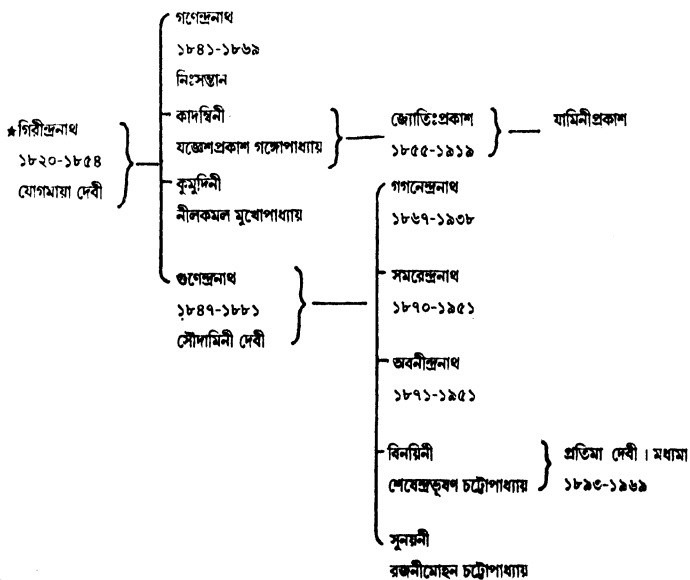 গণেন্দ্রনাথ
১৮৪১-১৮৬৯
নিঃসন্তান
কাদম্বিনী
যজ্ঞেশপ্রকাশ গঙ্গোপাধ্যায়
জ্যোতিঃপ্রকাশ
১৮৫৫-১৯১৯
যামিনীপ্রকাশ
★গিরীন্দ্রনাথ
১৮২০-১৮৫৪
যোগমায়া দেবী
কুমুদিনী
নীলকমল মুখোপাধ্যায়
গুণেন্দ্রনাথ
১৮৪৭-১৮৮১
সৌদামিনী দেবী
গগনেন্দ্রনাথ
১৮৬৭-১৯৩৮
সমরেন্দ্রনাথ
১৮৭০-১৯৫১
অবনীন্দ্রনাথ
১৮৭১-১৯৫১
বিনয়িনী
শেষেন্দ্রভূষণ চট্টোপাধ্যায়
প্রতিমা দেবী । মধ্যমা
১৮৯৩-১৯৬৯
সুনয়নী
রজনীমোহন চট্টোপাধ্যায়